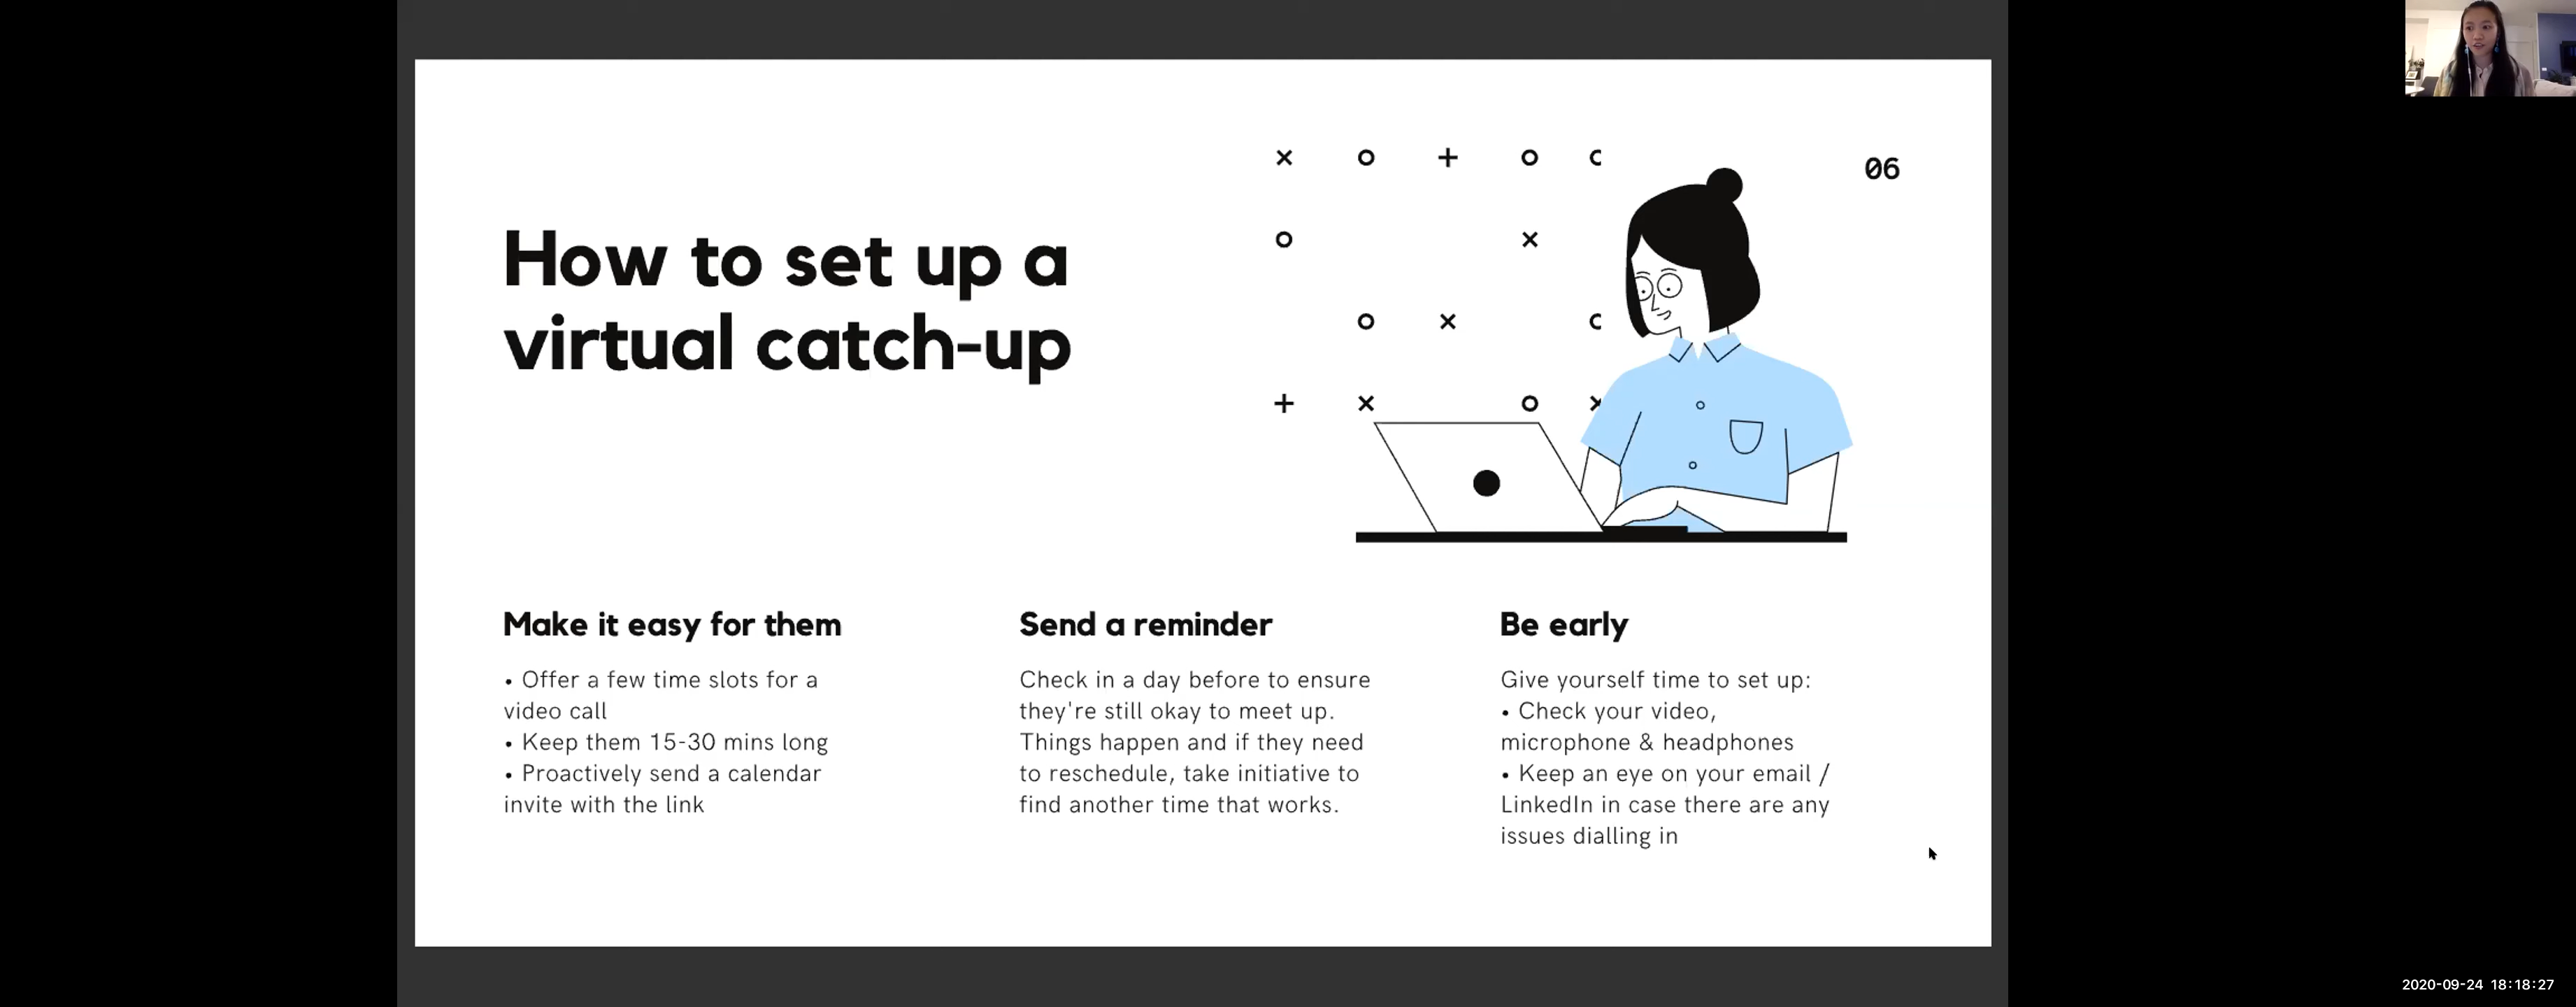 06
How to set up a
virtual catch-up
Make it easy for them
• Offer a few time slots for a
video call
• Keep them 15-30 mins long
• Proactively send a calendar
invite with the link
Send a reminder
Check in a day before to ensure
they're still okay to meet up.
Things happen and if they need
to reschedule, take initiative to
find another time that works.
Be early
Give yourself time to set up:
• Check your video,
microphone & headphones
• Keep an eye on your email /
LinkedIn in case there are any
issues dialling in
2020-09-24 18:18:27